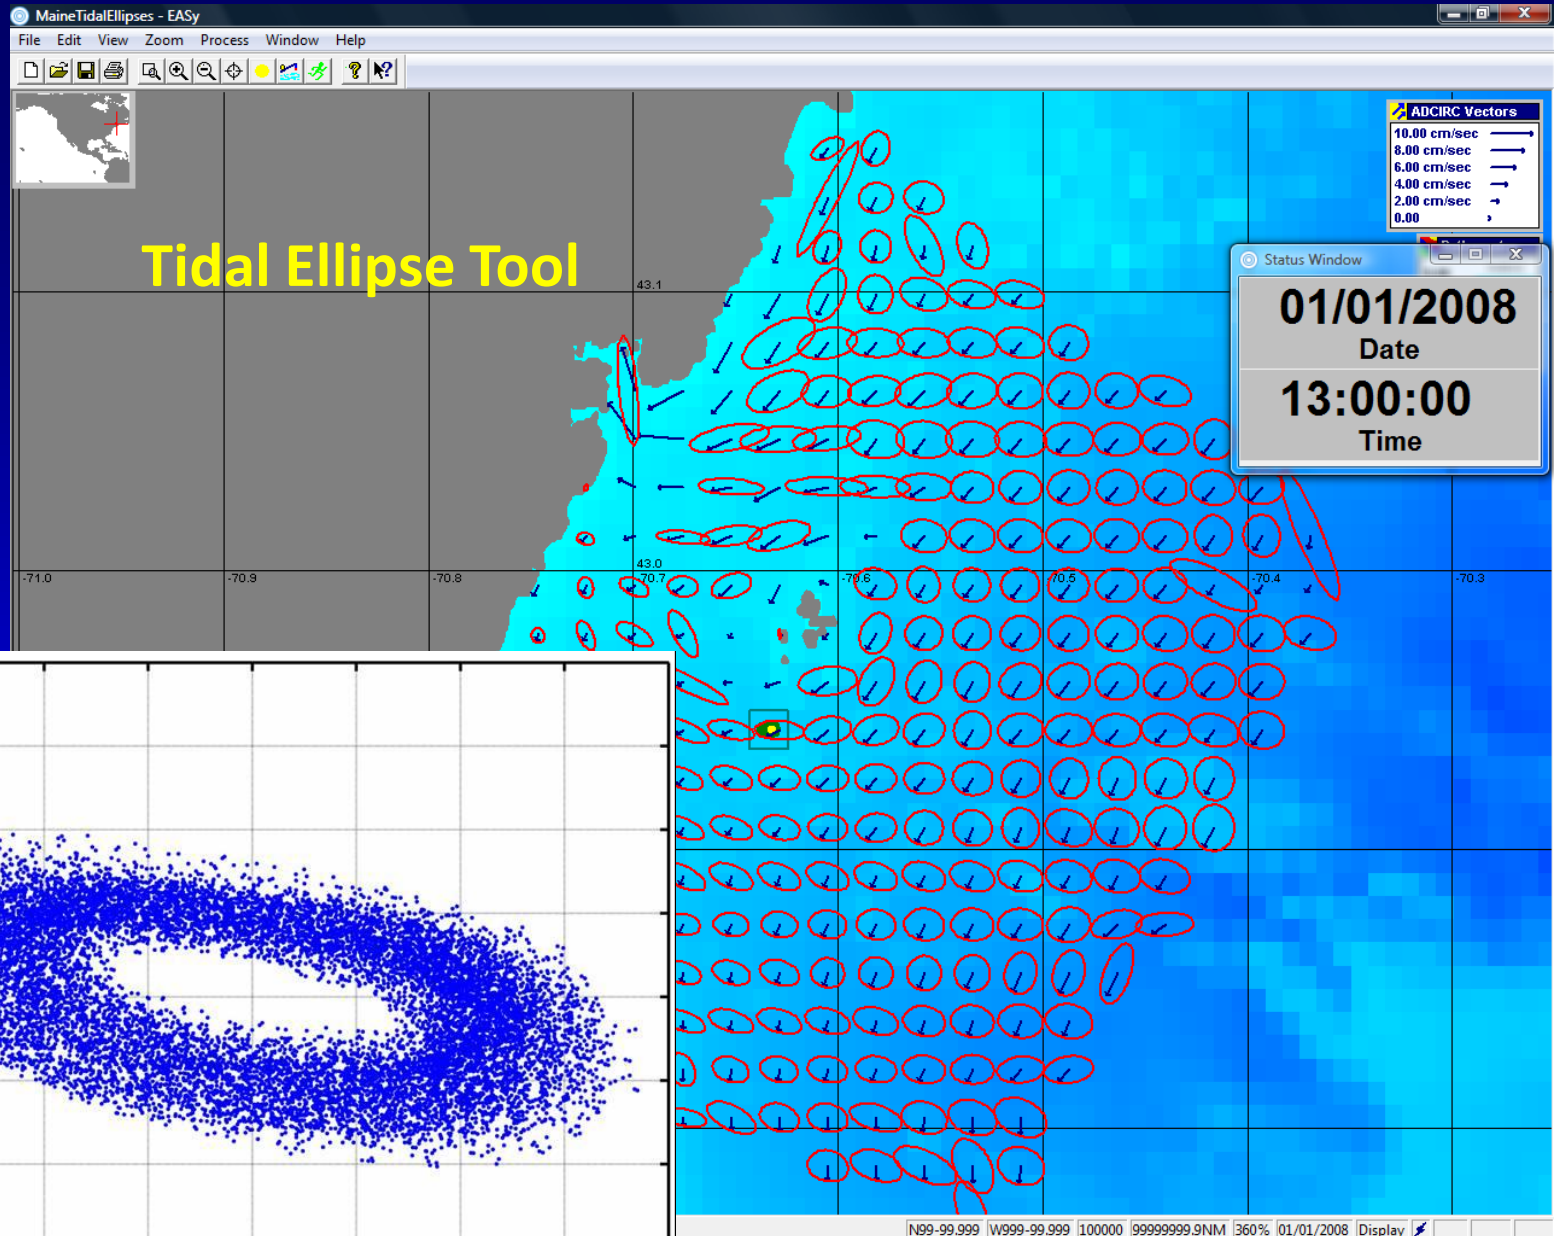 MaineTidalEllipses - EASy
File Edit View Zoom Process Window Help
ADCIRC Vectors
10.00 cm/sec
8.00 cm/sec
6.00 cm/sec
4.00 cm/sec
2.00 cm/sec
0.00
Tidal Ellipse Tool
Status Window
01/01/2008
Date
13:00:00
Time
43.1
43.0
-71.0 -70.9 -70.8 -70.7 -70.6 -70.5 -70.4 -70.3
N99-99.999 W999-99.999 100000 99999999.9NM 360% 01/01/2008 Display